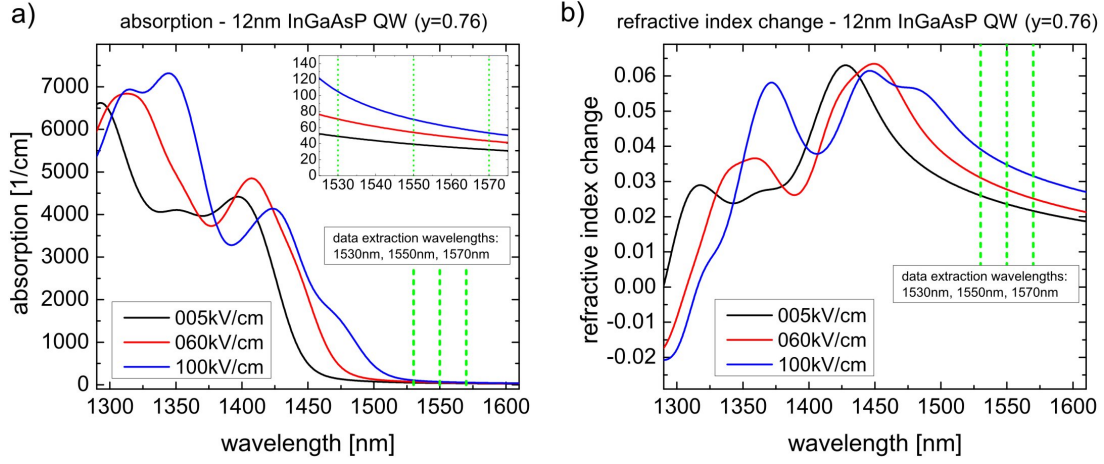 a)
absorption - 12nm InGaAsP QW (y=0.76)
absorption [1/cm]
7000
6000
5000
4000
3000
2000
1000
0
1300 1350 1400 1450 1500 1550 1600
wavelength [nm]
140
120
100
80
60
40
20
0
1530 1540 1550 1560 1570
data extraction wavelengths:
1530nm, 1550nm, 1570nm
005kV/cm
060kV/cm
100kV/cm
b)
refractive index change - 12nm InGaAsP QW (y=0.76)
refractive index change
0.06
0.05
0.04
0.03
0.02
0.01
0.00
-0.01
-0.02
1300 1350 1400 1450 1500 1550 1600
wavelength [nm]
data extraction wavelengths:
1530nm, 1550nm, 1570nm
005kV/cm
060kV/cm
100kV/cm